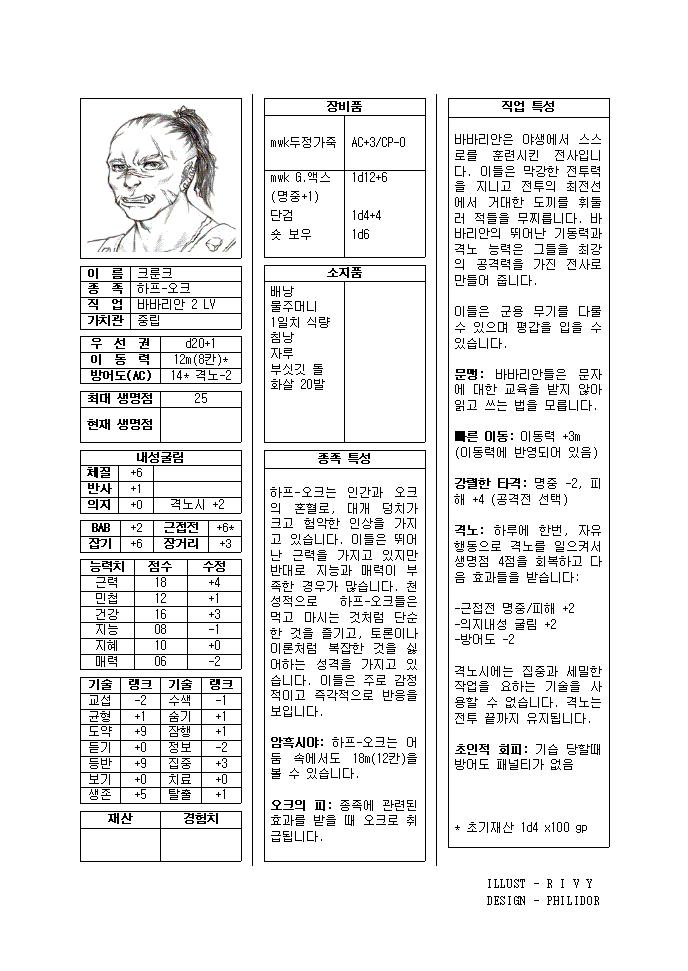 이 름 크룬크
종 족 하프-오크
직 업 바바리안 2 LV
가치관 중립
우 선 권 d20+1
이 동 력 12m(8칸)*
방어도(AC) 14* 격노-2
최대 생명점 25
현재 생명점
내성굴림
체질 +6
반사 +1
의지 +0 격노시 +2
BAB +2 근접전 +6*
잡기 +6 장거리 +3
능력치 점수 수정
근력 18 +4
민첩 12 +1
건강 16 +3
지능 08 -1
지혜 10 +0
매력 06 -2
기술 랭크 기술 랭크
교섭 -2 수색 -1
균형 +1 숨기 +1
도약 +9 잠행 +1
듣기 +0 정보 -2
등반 +9 집중 +3
보기 +0 치료 +0
생존 +5 탈출 +1
재산 경험치
장비품
mwk두정가죽 AC+3/CP-0
mwk G.액스 1d12+6
(명중+1)
단검 1d4+4
숏 보우 1d6
소지품
배낭
물주머니
1일치 식량
침낭
자루
부싯깃 돌
화살 20발
종족 특성
하프-오크는 인간과 오크
의 혼혈로, 대개 덩치가
크고 험악한 인상을 가지
고 있습니다. 이들은 뛰어
난 근력을 가지고 있지만
반대로 지능과 매력이 부
족한 경우가 많습니다. 천
성적으로 하프-오크들은
먹고 마시는 것처럼 단순
한 것을 즐기고, 토론이나
이론처럼 복잡한 것을 싫
어하는 성격을 가지고 있
습니다. 이들은 주로 감정
적이고 즉각적으로 반응을
보입니다.
암흑시야: 하프-오크는 어
둠 속에서도 18m(12칸)을
볼 수 있습니다.
오크의 피: 종족에 관련된
효과를 받을 때 오크로 취
급됩니다.
직업 특성
바바리안은 야생에서 스스
로를 훈련시킨 전사입니
다. 이들은 막강한 전투력
을 지니고 전투의 최전선
에서 거대한 도끼를 휘둘
러 적들을 무찌릅니다. 바
바리안의 뛰어난 기동력과
격노 능력은 그들을 최강
의 공격력을 가진 전사로
만들어 줍니다.
이들은 군용 무기를 다룰
수 있으며 평갑을 입을 수
있습니다.
문맹: 바바리안들은 문자
에 대한 교육을 받지 않아
읽고 쓰는 법을 모릅니다.
빠른 이동: 이동력 +3m
(이동력에 반영되어 있음)
강렬한 타격: 명중 -2, 피
해 +4 (공격전 선택)
격노: 하루에 한번, 자유
행동으로 격노를 일으켜서
생명점 4점을 회복하고 다
음 효과들을 받습니다:
-근접전 명중/피해 +2
-의지내성 굴림 +2
-방어도 -2
격노시에는 집중과 세밀한
작업을 요하는 기술을 사
용할 수 없습니다. 격노는
전투 끝까지 유지됩니다.
초인적 회피: 기습 당할때
방어도 패널티가 없음
* 초기재산 1d4 x100 gp
ILLUST - R I V Y
DESIGN - PHILIDOR